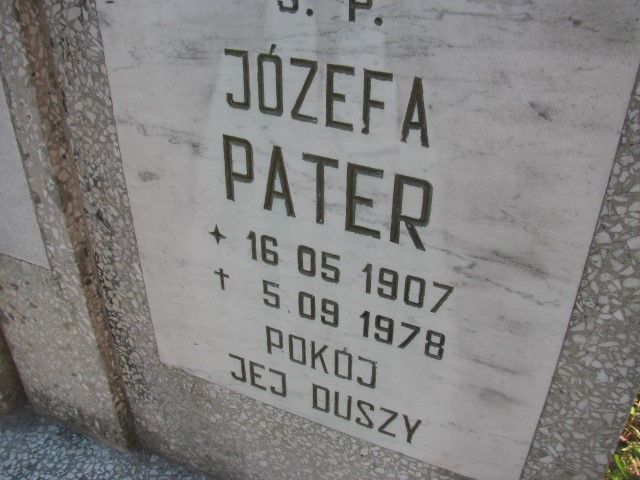 Ś. P.
JÓZEFA
PATER
16 05 1907
† 5 09 1978
POKÓJ
JEJ DUSZY